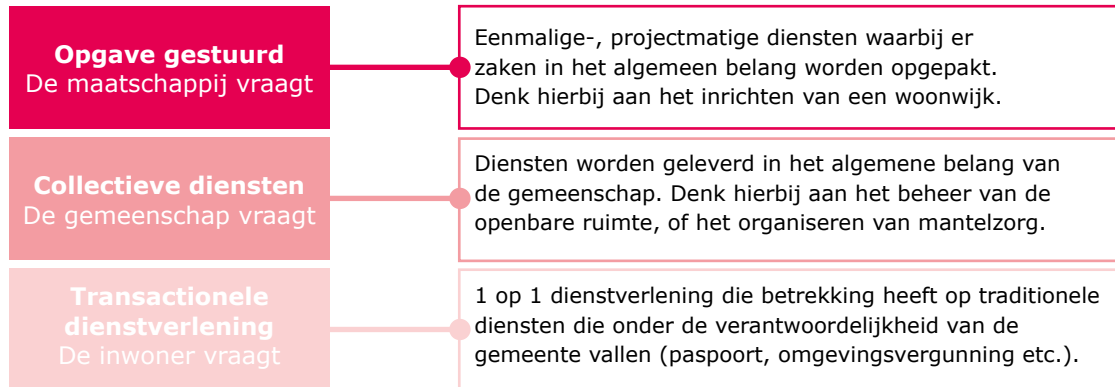 Opgave gestuurd
De maatschappij vraagt
Eenmalige-, projectmatige diensten waarbij er
zaken in het algemeen belang worden opgepakt.
Denk hierbij aan het inrichten van een woonwijk.
Collectieve diensten
De gemeenschap vraagt
Diensten worden geleverd in het algemene belang van
de gemeenschap. Denk hierbij aan het beheer van de
openbare ruimte, of het organiseren van mantelzorg.
Transactionele
dienstverlening
De inwoner vraagt
1 op 1 dienstverlening die betrekking heeft op traditionele
diensten die onder de verantwoordelijkheid van de
gemeente vallen (paspoort, omgevingsvergunning etc.).